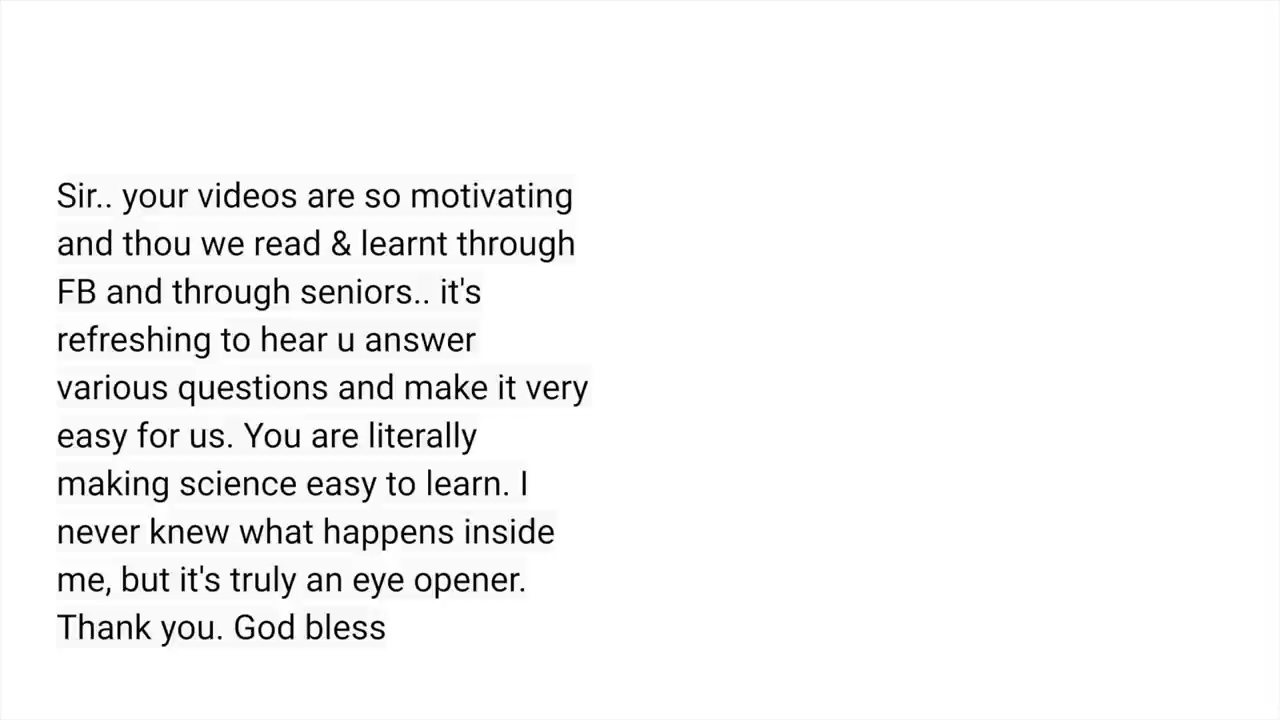 Sir.. your videos are so motivating
and thou we read & learnt through
FB and through seniors.. it's
refreshing to hear u answer
various questions and make it very
easy for us. You are literally
making science easy to learn. I
never knew what happens inside
me, but it's truly an eye opener.
Thank you. God bless